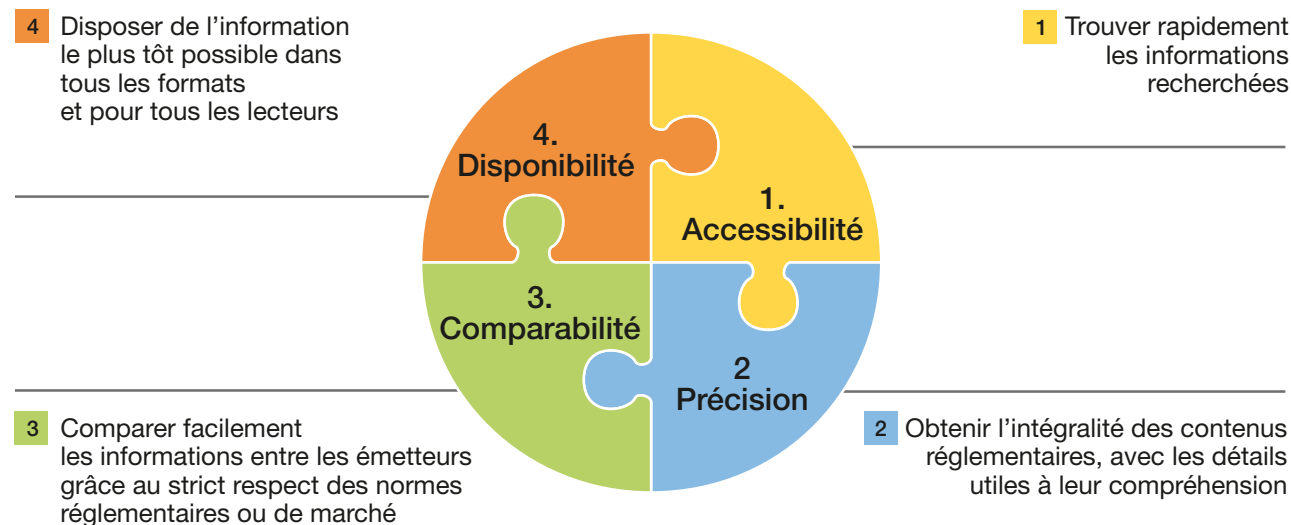 4 Disposer de l’information
le plus tôt possible dans
tous les formats
et pour tous les lecteurs
1 Trouver rapidement
les informations
recherchées
4.
Disponibilité
1.
Accessibilité
3.
Comparabilité
2
Précision
3 Comparer facilement
les informations entre les émetteurs
grâce au strict respect des normes
réglementaires ou de marché
2 Obtenir l’intégralité des contenus
réglementaires, avec les détails
utiles à leur compréhension